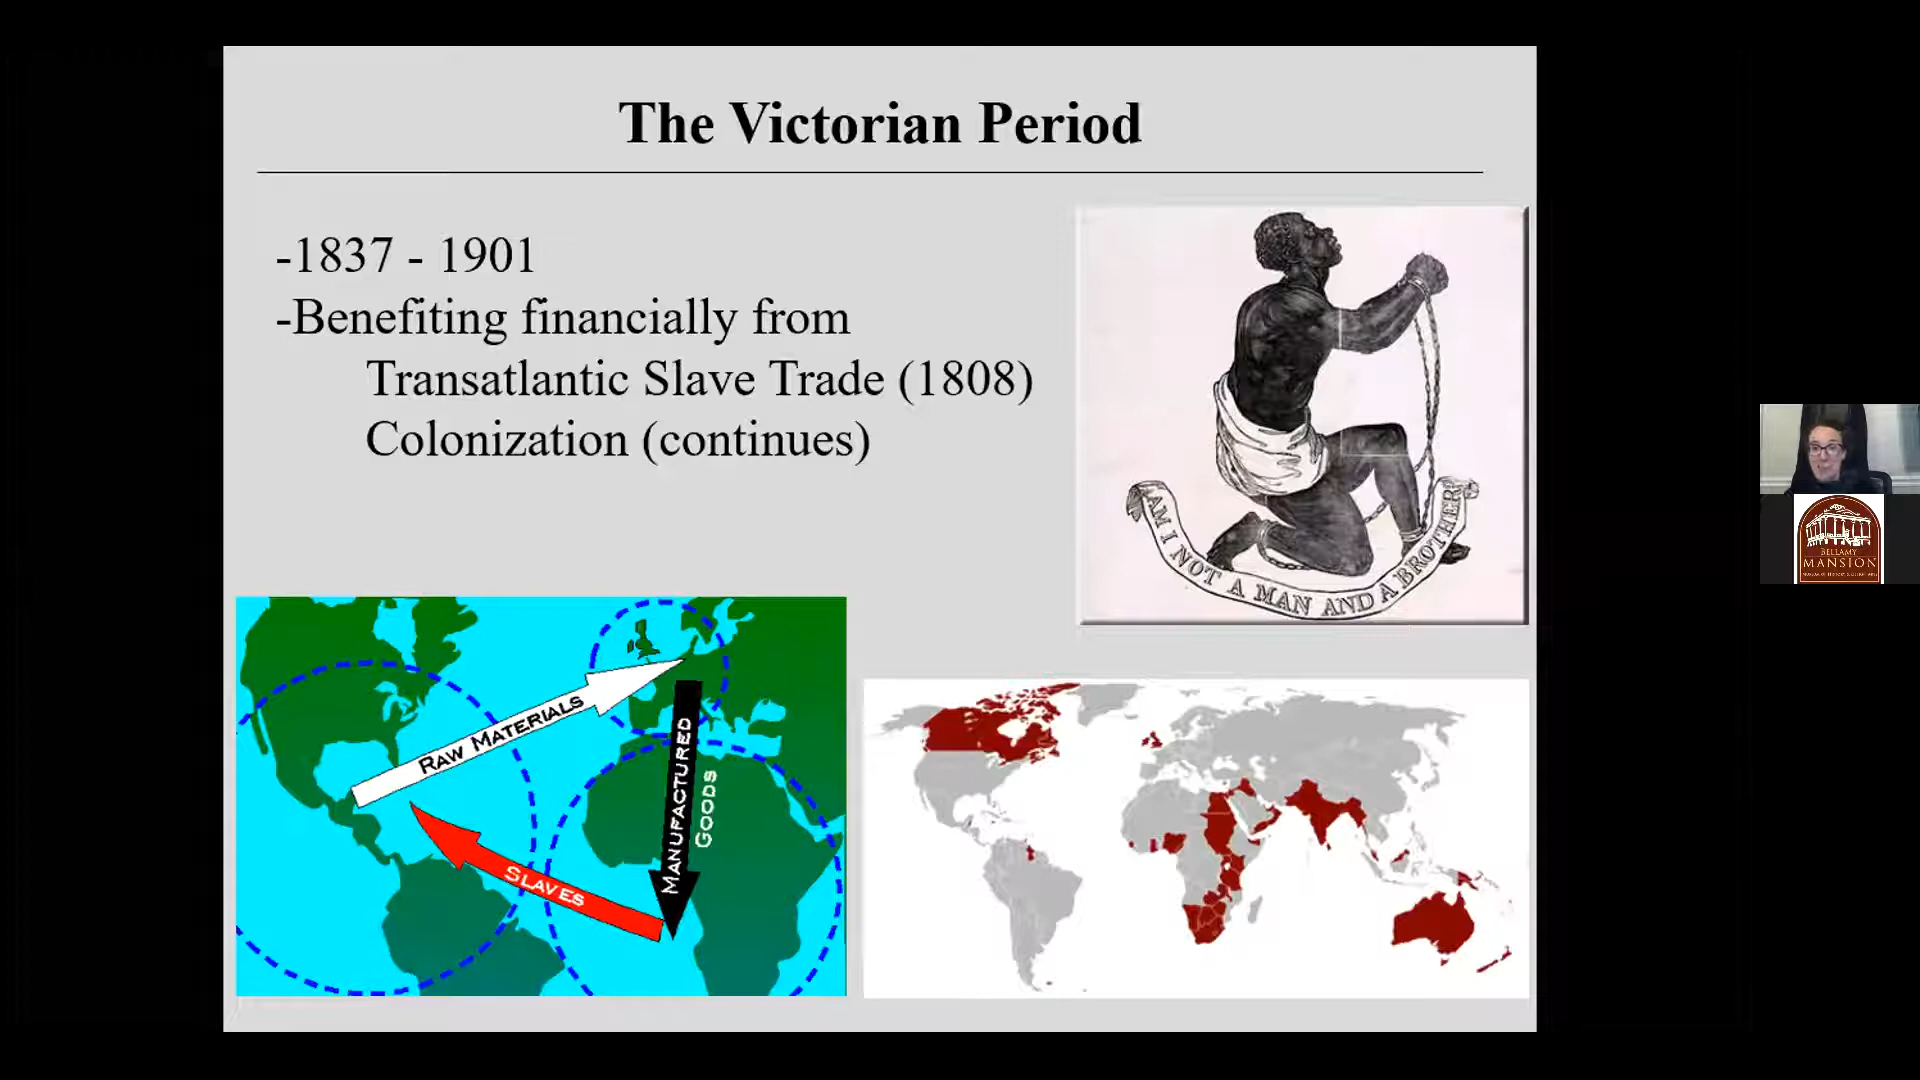 The Victorian Period
-1837 - 1901
-Benefiting financially from
Transatlantic Slave Trade (1808)
Colonization (continues)
AM I NOT A MAN AND A BROTHER
RAW MATERIALS
MANUFACTURED
GOODS
SLAVES
BELLAMY
MANSION